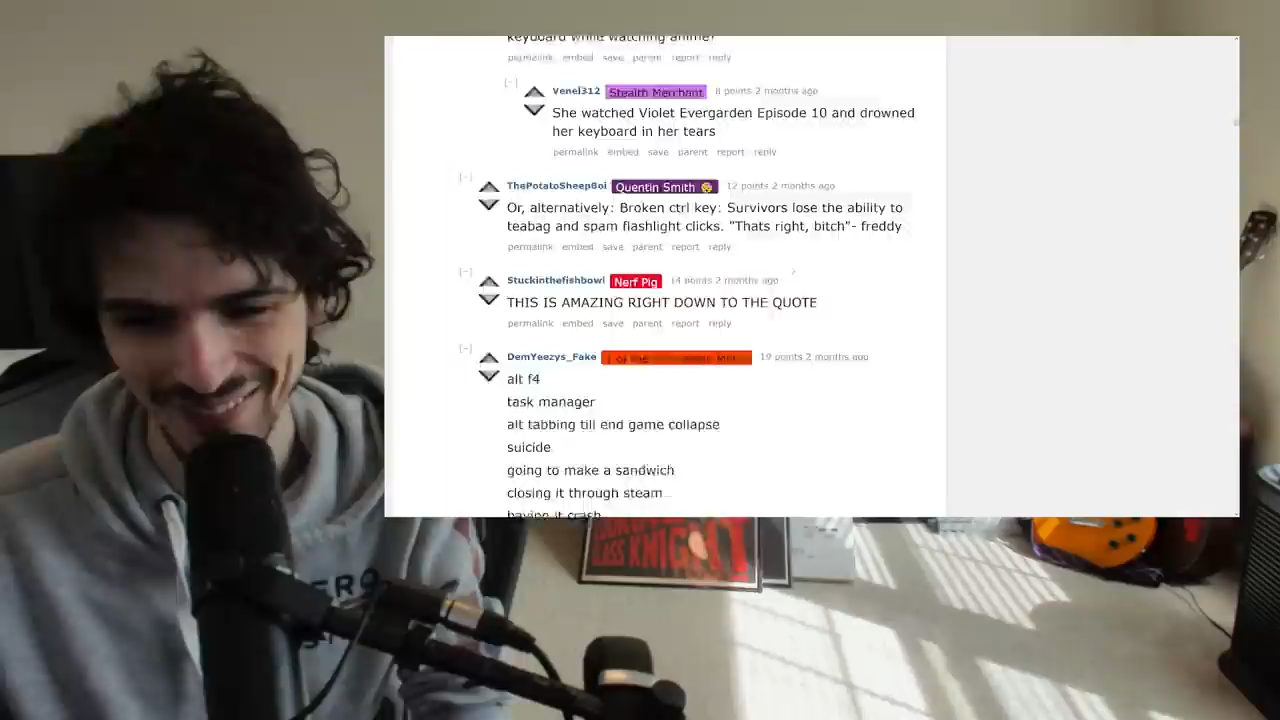 keyboard while watching anime?
permalink embed save parent report reply
[-] Venel312 Stealth Merchant 8 points 2 months ago
She watched Violet Evergarden Episode 10 and drowned
her keyboard in her tears
permalink embed save parent report reply
[-] ThePotatoSheepBoi Quentin Smith 12 points 2 months ago
Or, alternatively: Broken ctrl key: Survivors lose the ability to
teabag and spam flashlight clicks. "Thats right, bitch"- freddy
permalink embed save parent report reply
[-] Stuckinthefishbowl Nerf Pig 14 points 2 months ago
THIS IS AMAZING RIGHT DOWN TO THE QUOTE
permalink embed save parent report reply
[-] DemYeezys_Fake 19 points 2 months ago
alt f4
task manager
alt tabbing till end game collapse
suicide
going to make a sandwich
closing it through steam
having it crash
LASS KNIGHT